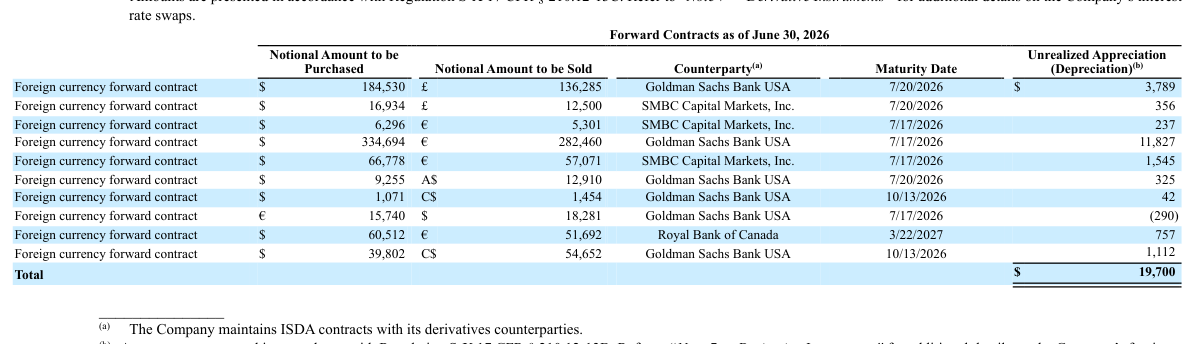 rate swaps.
Forward Contracts as of June 30, 2026
Notional Amount to be Purchased Notional Amount to be Sold Counterparty(a) Maturity Date Unrealized Appreciation (Depreciation)(b)
Foreign currency forward contract $ 184,530 £ 136,285 Goldman Sachs Bank USA 7/20/2026 $ 3,789
Foreign currency forward contract $ 16,934 £ 12,500 SMBC Capital Markets, Inc. 7/20/2026 356
Foreign currency forward contract $ 6,296 € 5,301 SMBC Capital Markets, Inc. 7/17/2026 237
Foreign currency forward contract $ 334,694 € 282,460 Goldman Sachs Bank USA 7/17/2026 11,827
Foreign currency forward contract $ 66,778 € 57,071 SMBC Capital Markets, Inc. 7/17/2026 1,545
Foreign currency forward contract $ 9,255 A$ 12,910 Goldman Sachs Bank USA 7/20/2026 325
Foreign currency forward contract $ 1,071 C$ 1,454 Goldman Sachs Bank USA 10/13/2026 42
Foreign currency forward contract € 15,740 $ 18,281 Goldman Sachs Bank USA 7/17/2026 (290)
Foreign currency forward contract $ 60,512 € 51,692 Royal Bank of Canada 3/22/2027 757
Foreign currency forward contract $ 39,802 C$ 54,652 Goldman Sachs Bank USA 10/13/2026 1,112
Total $ 19,700
(a) The Company maintains ISDA contracts with its derivatives counterparties.